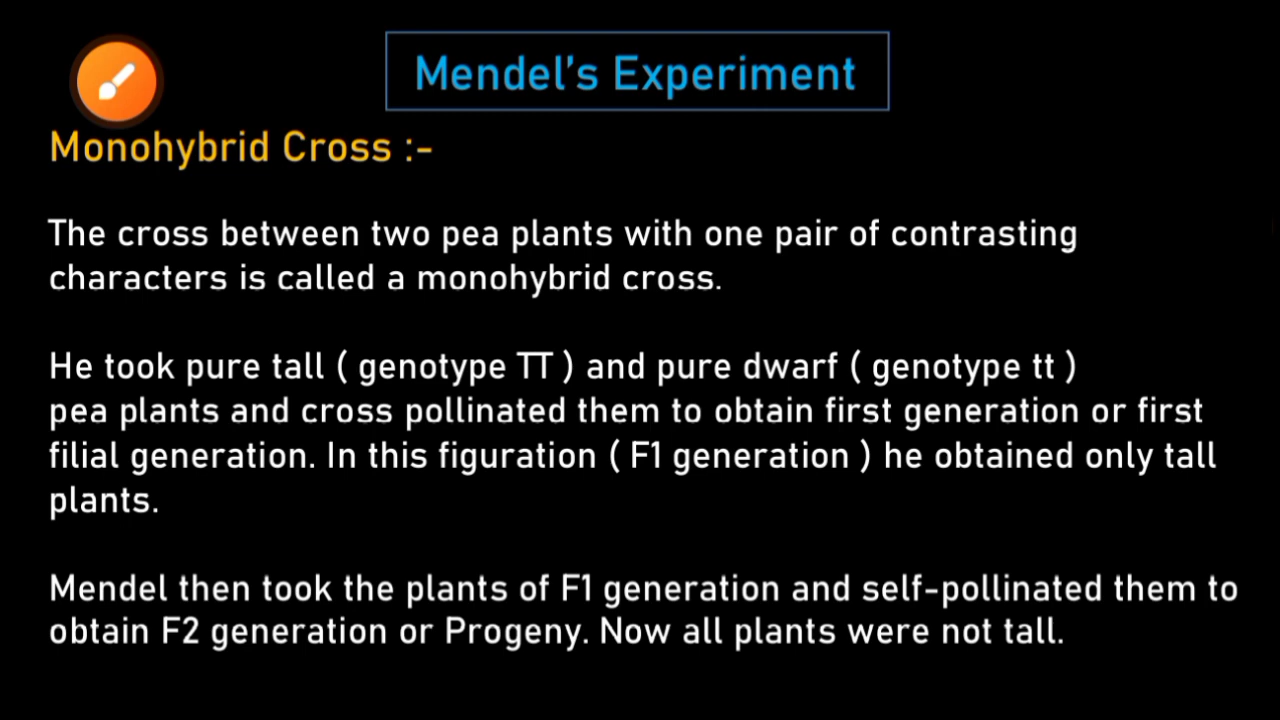 Mendel's Experiment
Monohybrid Cross :-
The cross between two pea plants with one pair of contrasting
characters is called a monohybrid cross.
He took pure tall ( genotype TT ) and pure dwarf ( genotype tt )
pea plants and cross pollinated them to obtain first generation or first
filial generation. In this figuration ( F1 generation ) he obtained only tall
plants.
Mendel then took the plants of F1 generation and self-pollinated them to
obtain F2 generation or Progeny. Now all plants were not tall.